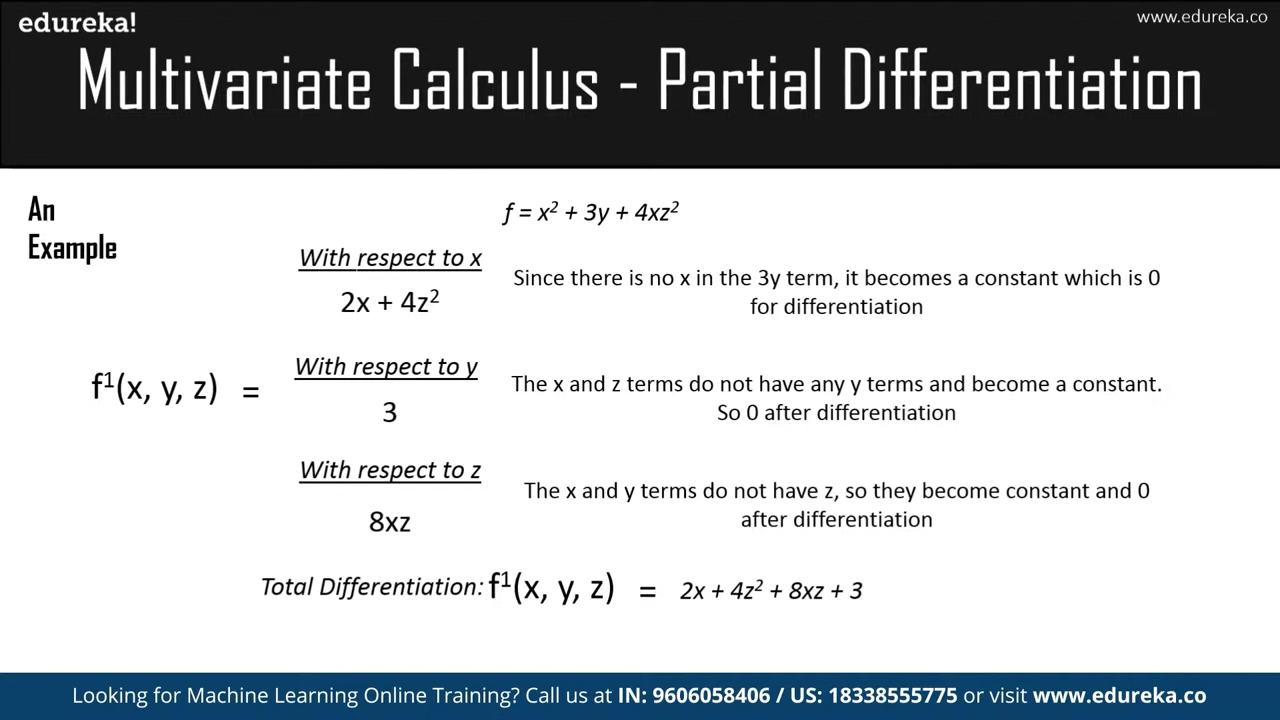 edureka!
www.edureka.co
Multivariate Calculus - Partial Differentiation
An
Example
f = x² + 3y + 4xz²
With respect to x
2x + 4z²
Since there is no x in the 3y term, it becomes a constant which is 0
for differentiation
f¹(x, y, z) =
With respect to y
3
The x and z terms do not have any y terms and become a constant.
So 0 after differentiation
With respect to z
8xz
The x and y terms do not have z, so they become constant and 0
after differentiation
Total Differentiation: f¹(x, y, z) = 2x + 4z² + 8xz + 3
Looking for Machine Learning Online Training? Call us at IN: 9606058406 / US: 18338555775 or visit www.edureka.co